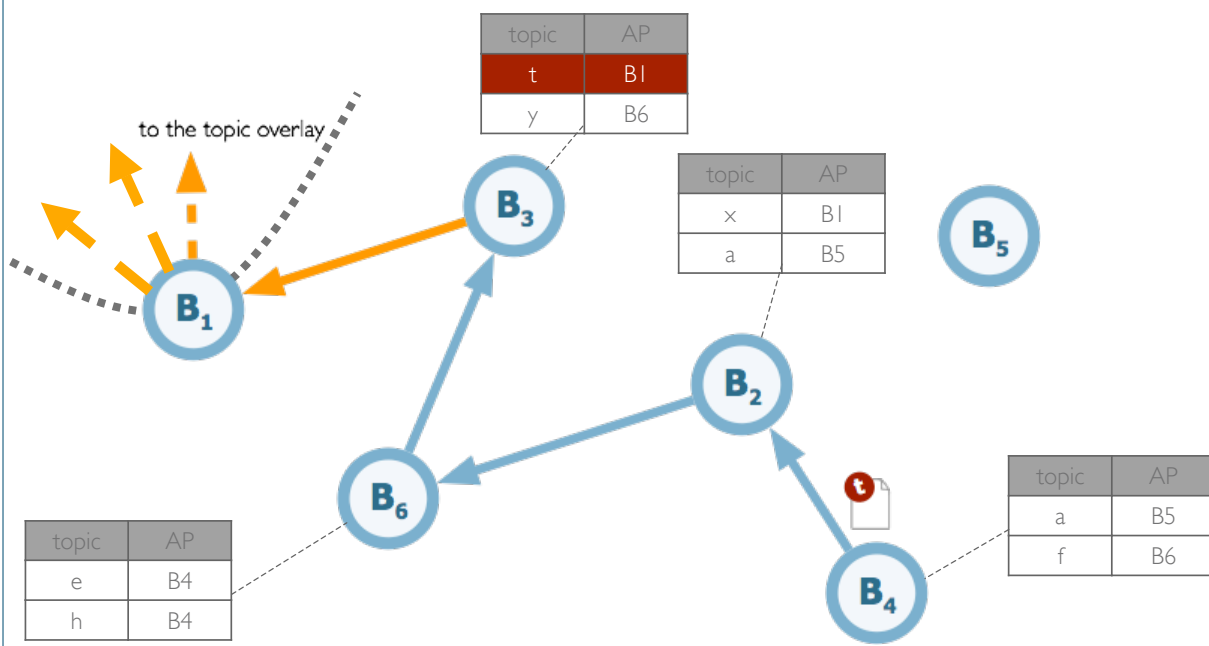 topic AP
t B1
y B6
to the topic overlay
topic AP
x B1
a B5
B3
B5
B1
B2
B6
t
topic AP
a B5
f B6
topic AP
e B4
h B4
B4